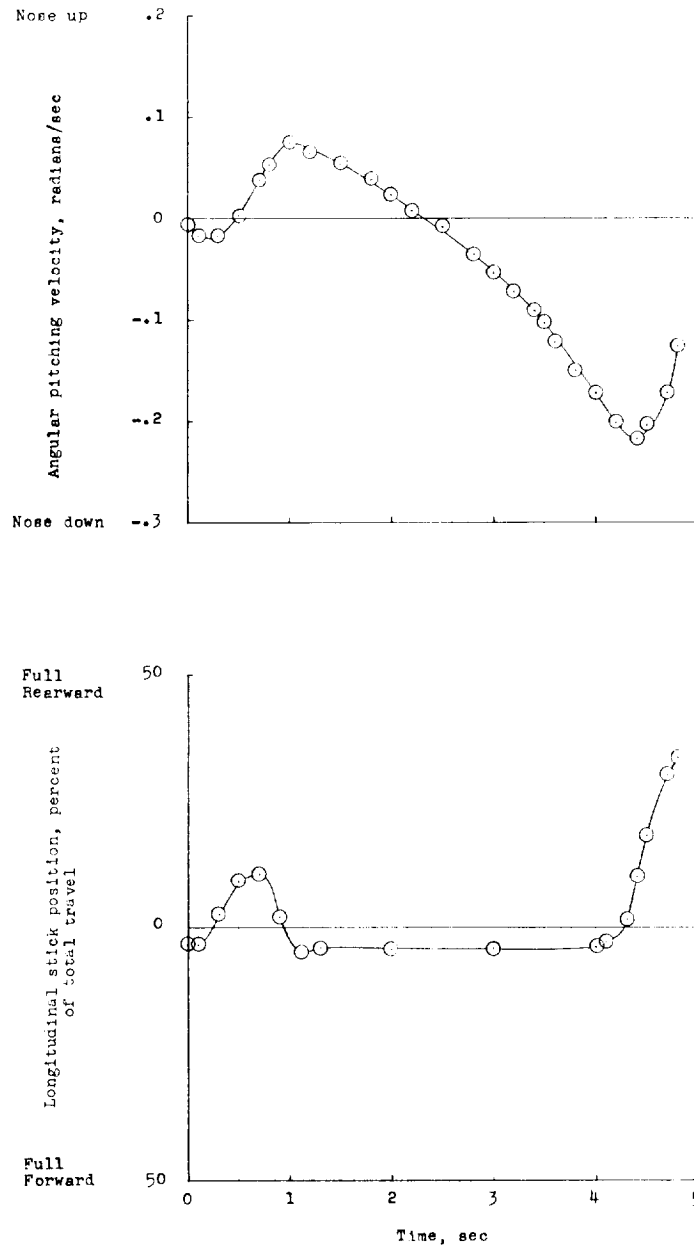 Nose up
.2
.1
0
-.1
-.2
-.3
Nose down
Angular pitching velocity, radians/sec
Full
Rearward
50
0
50
Full
Forward
Longitudinal stick position, percent
of total travel
0 1 2 3 4 5
Time, sec